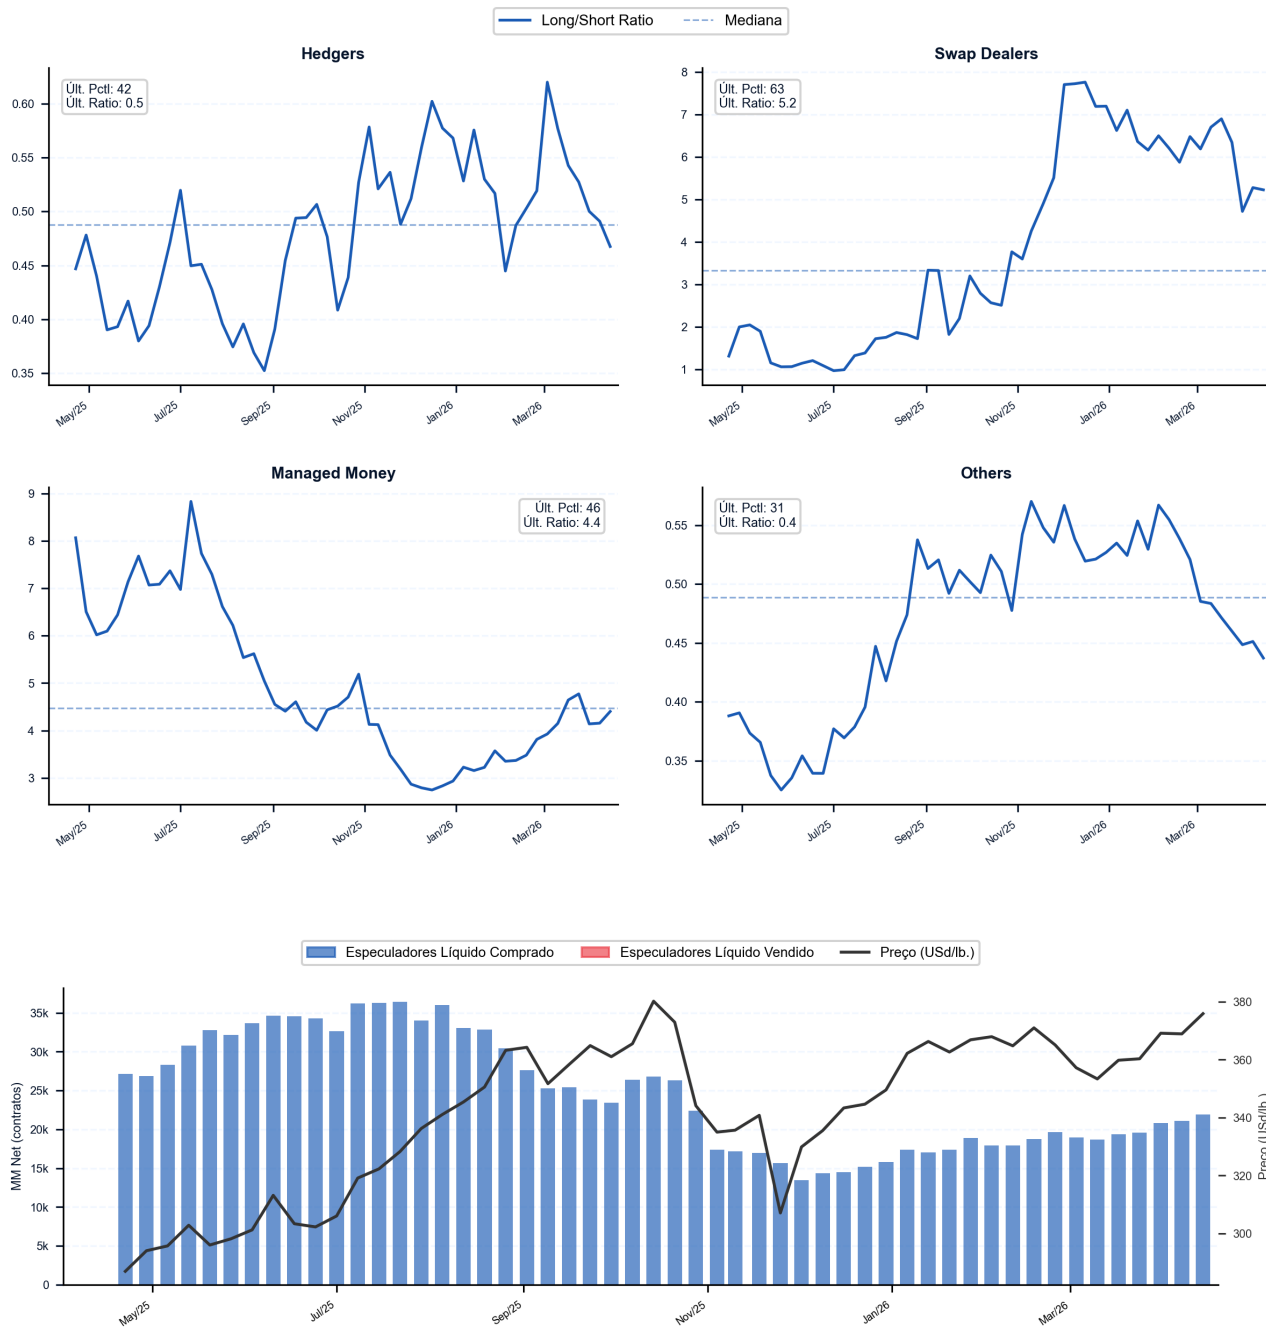 Long/Short Ratio
Mediana
Hedgers
Últ. Pctl: 42
Últ. Ratio: 0.5
0.60
0.55
0.50
0.45
0.40
0.35
May/25
Jul/25
Sep/25
Nov/25
Jan/26
Mar/26
Swap Dealers
Últ. Pctl: 63
Últ. Ratio: 5.2
8
7
6
5
4
3
2
1
May/25
Jul/25
Sep/25
Nov/25
Jan/26
Mar/26
Managed Money
Últ. Pctl: 46
Últ. Ratio: 4.4
9
8
7
6
5
4
3
May/25
Jul/25
Sep/25
Nov/25
Jan/26
Mar/26
Others
Últ. Pctl: 31
Últ. Ratio: 0.4
0.55
0.50
0.45
0.40
0.35
May/25
Jul/25
Sep/25
Nov/25
Jan/26
Mar/26
Especuladores Líquido Comprado
Especuladores Líquido Vendido
Preço (USd/lb.)
MM Net (contratos)
35k
30k
25k
20k
15k
10k
5k
0
380
360
340
320
300
Preço (USd/lb.)
May/25
Jul/25
Sep/25
Nov/25
Jan/26
Mar/26